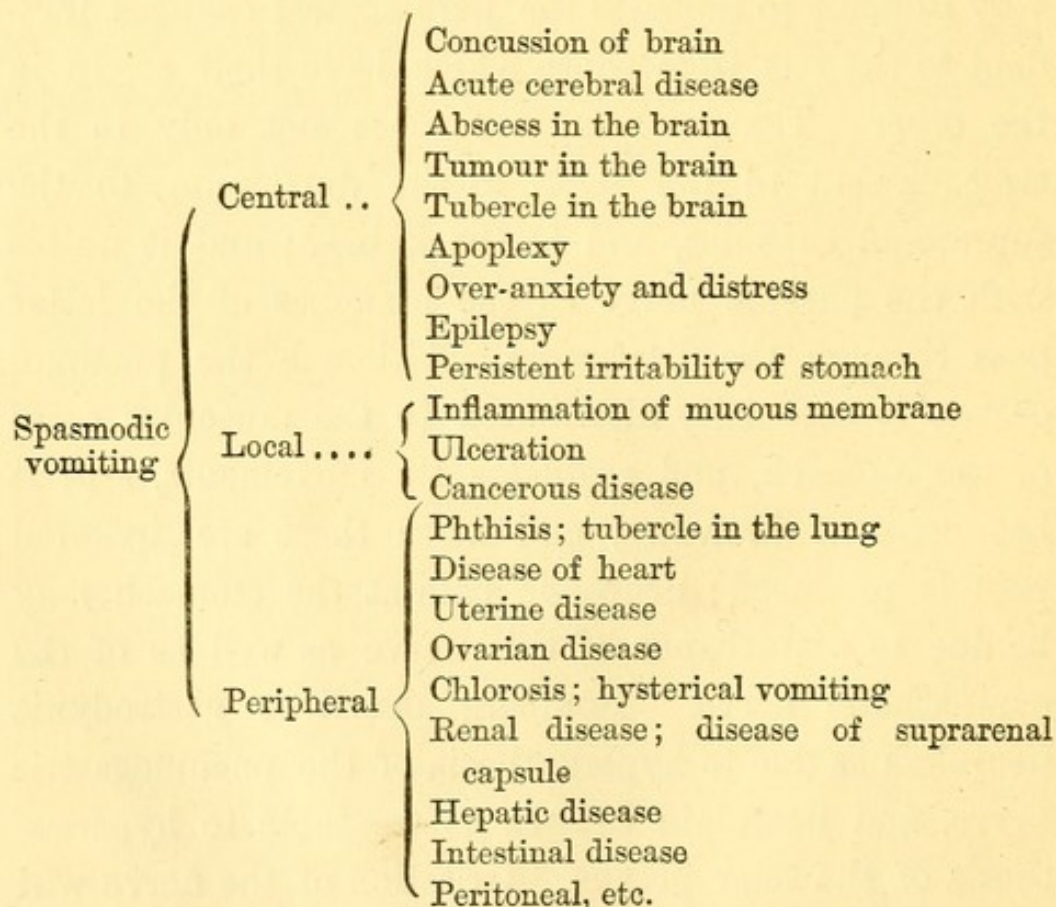 Concussion of brain
Acute cerebral disease
Abscess in the brain
Tumour in the brain
Central ..
Tubercle in the brain
Apoplexy
Over-anxiety and distress
Epilepsy
Persistent irritability of stomach
Spasmodic
vomiting
Inflammation of mucous membrane
Local ....
Ulceration
Cancerous disease
Phthisis; tubercle in the lung
Disease of heart
Uterine disease
Ovarian disease
Peripheral
Chlorosis; hysterical vomiting
Renal disease; disease of suprarenal
capsule
Hepatic disease
Intestinal disease
Peritoneal, etc.